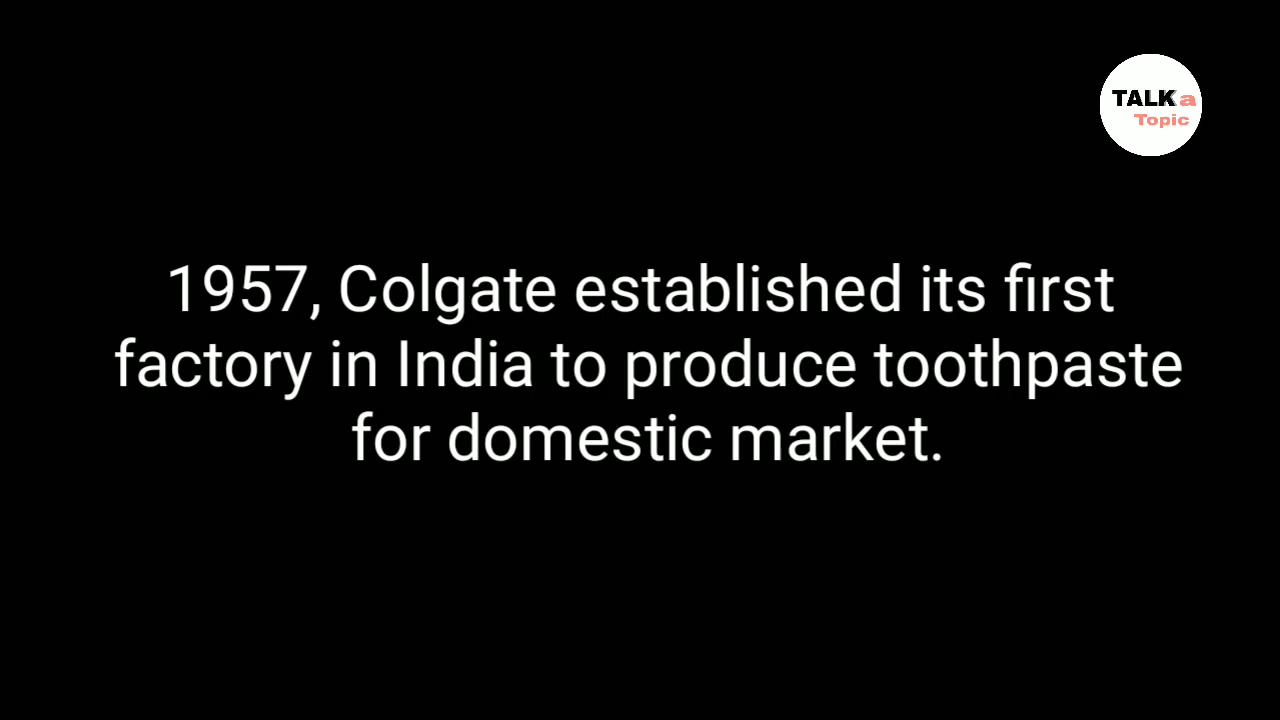 TALK a
Topic
1957, Colgate established its first
factory in India to produce toothpaste
for domestic market.